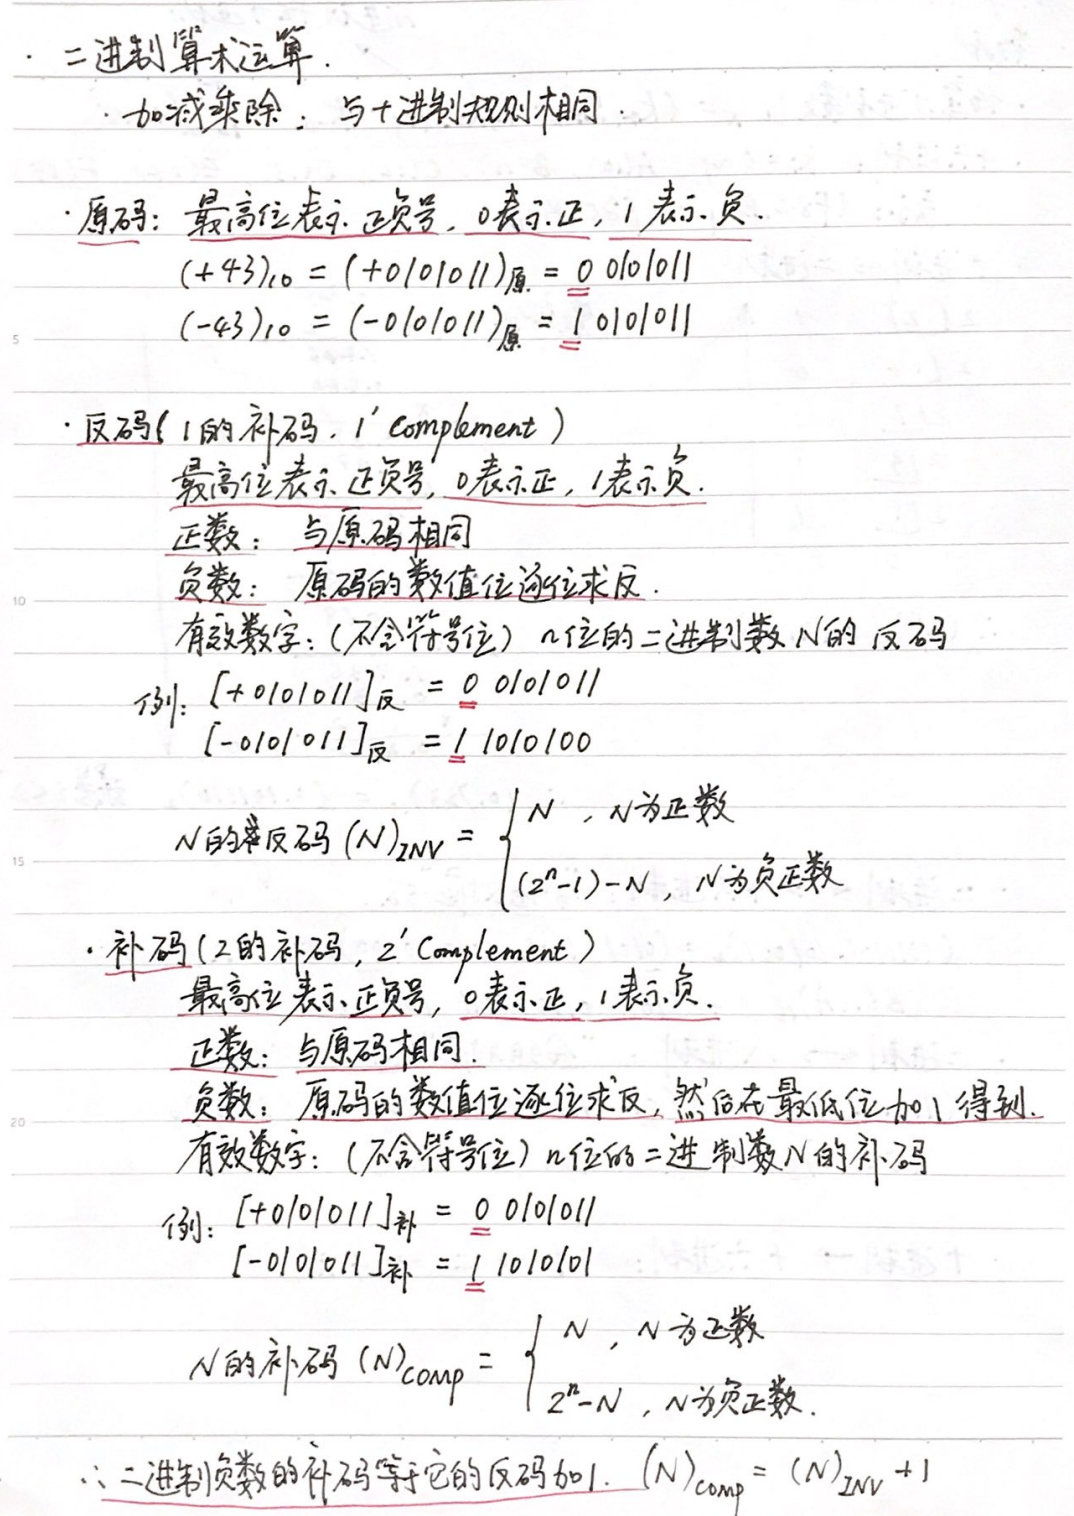 · 二进制算术运算.
· 加减乘除: 与十进制规则相同.
· 原码: 最高位表示正负号, 0表示正, 1表示负.
(+43)₁₀ = (+0101011)原 = 0 0101011
(-43)₁₀ = (-0101011)原 = 1 0101011
5
· 反码(1的补码, 1' complement)
最高位表示正负号, 0表示正, 1表示负.
正数: 与原码相同
负数: 原码的数值位逐位求反.
10
有效数字: (不含符号位) n位的二进制数N的反码
例: [+0101011]反 = 0 0101011
[-0101011]反 = 1 1010100
N的反码 (N)INV = { N , N为正数
15
(2ⁿ-1)-N , N为负正数
· 补码(2的补码, 2' Complement)
最高位表示正负号, 0表示正, 1表示负.
正数: 与原码相同.
负数: 原码的数值位逐位求反, 然后在最低位加1得到.
20
有效数字: (不含符号位) n位的二进制数N的补码
例: [+0101011]补 = 0 0101011
[-0101011]补 = 1 1010101
N的补码 (N)COMP = { N , N为正数
2ⁿ-N , N为负正数.
∴ 二进制负数的补码等于它的反码加1. (N)comp = (N)INV +1